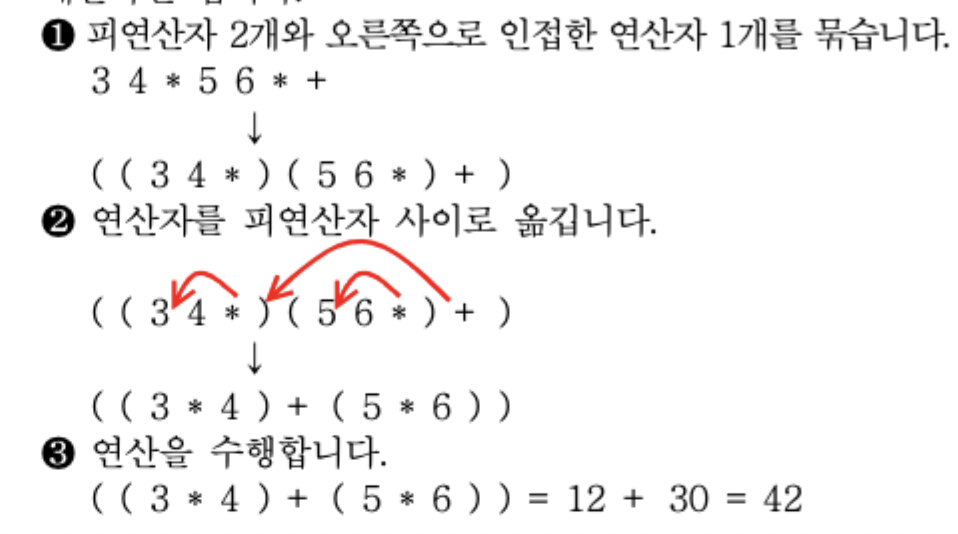 ❶ 피연산자 2개와 오른쪽으로 인접한 연산자 1개를 묶습니다.
3 4 * 5 6 * +
↓
( ( 3 4 * ) ( 5 6 * ) + )
❷ 연산자를 피연산자 사이로 옮깁니다.
( ( 3 4 * ) ( 5 6 * ) + )
↓
( ( 3 * 4 ) + ( 5 * 6 ) )
❸ 연산을 수행합니다.
( ( 3 * 4 ) + ( 5 * 6 ) ) = 12 + 30 = 42